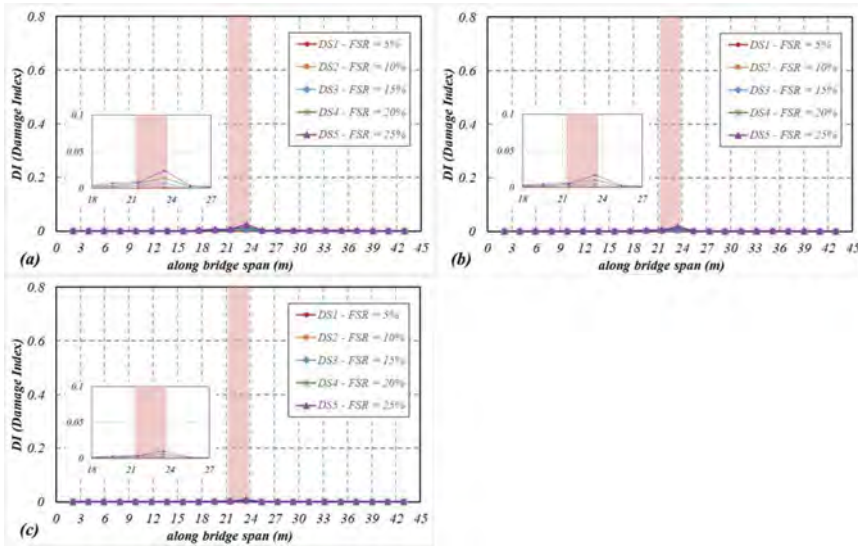 0.8
0.6
0.4
0.2
0
DI (Damage Index)
DS1 - FSR = 5%
DS2 - FSR = 10%
DS3 - FSR = 15%
DS4 - FSR = 20%
DS5 - FSR = 25%
0.1
0.05
0
18 21 24 27
0 3 6 9 12 15 18 21 24 27 30 33 36 39 42 45
along bridge span (m)
(a)
0.8
0.6
0.4
0.2
0
DI (Damage Index)
DS1 - FSR = 5%
DS2 - FSR = 10%
DS3 - FSR = 15%
DS4 - FSR = 20%
DS5 - FSR = 25%
0.1
0.05
0
18 21 24 27
0 3 6 9 12 15 18 21 24 27 30 33 36 39 42 45
along bridge span (m)
(b)
0.8
0.6
0.4
0.2
0
DI (Damage Index)
DS1 - FSR = 5%
DS2 - FSR = 10%
DS3 - FSR = 15%
DS4 - FSR = 20%
DS5 - FSR = 25%
0.1
0.05
0
18 21 24 27
0 3 6 9 12 15 18 21 24 27 30 33 36 39 42 45
along bridge span (m)
(c)